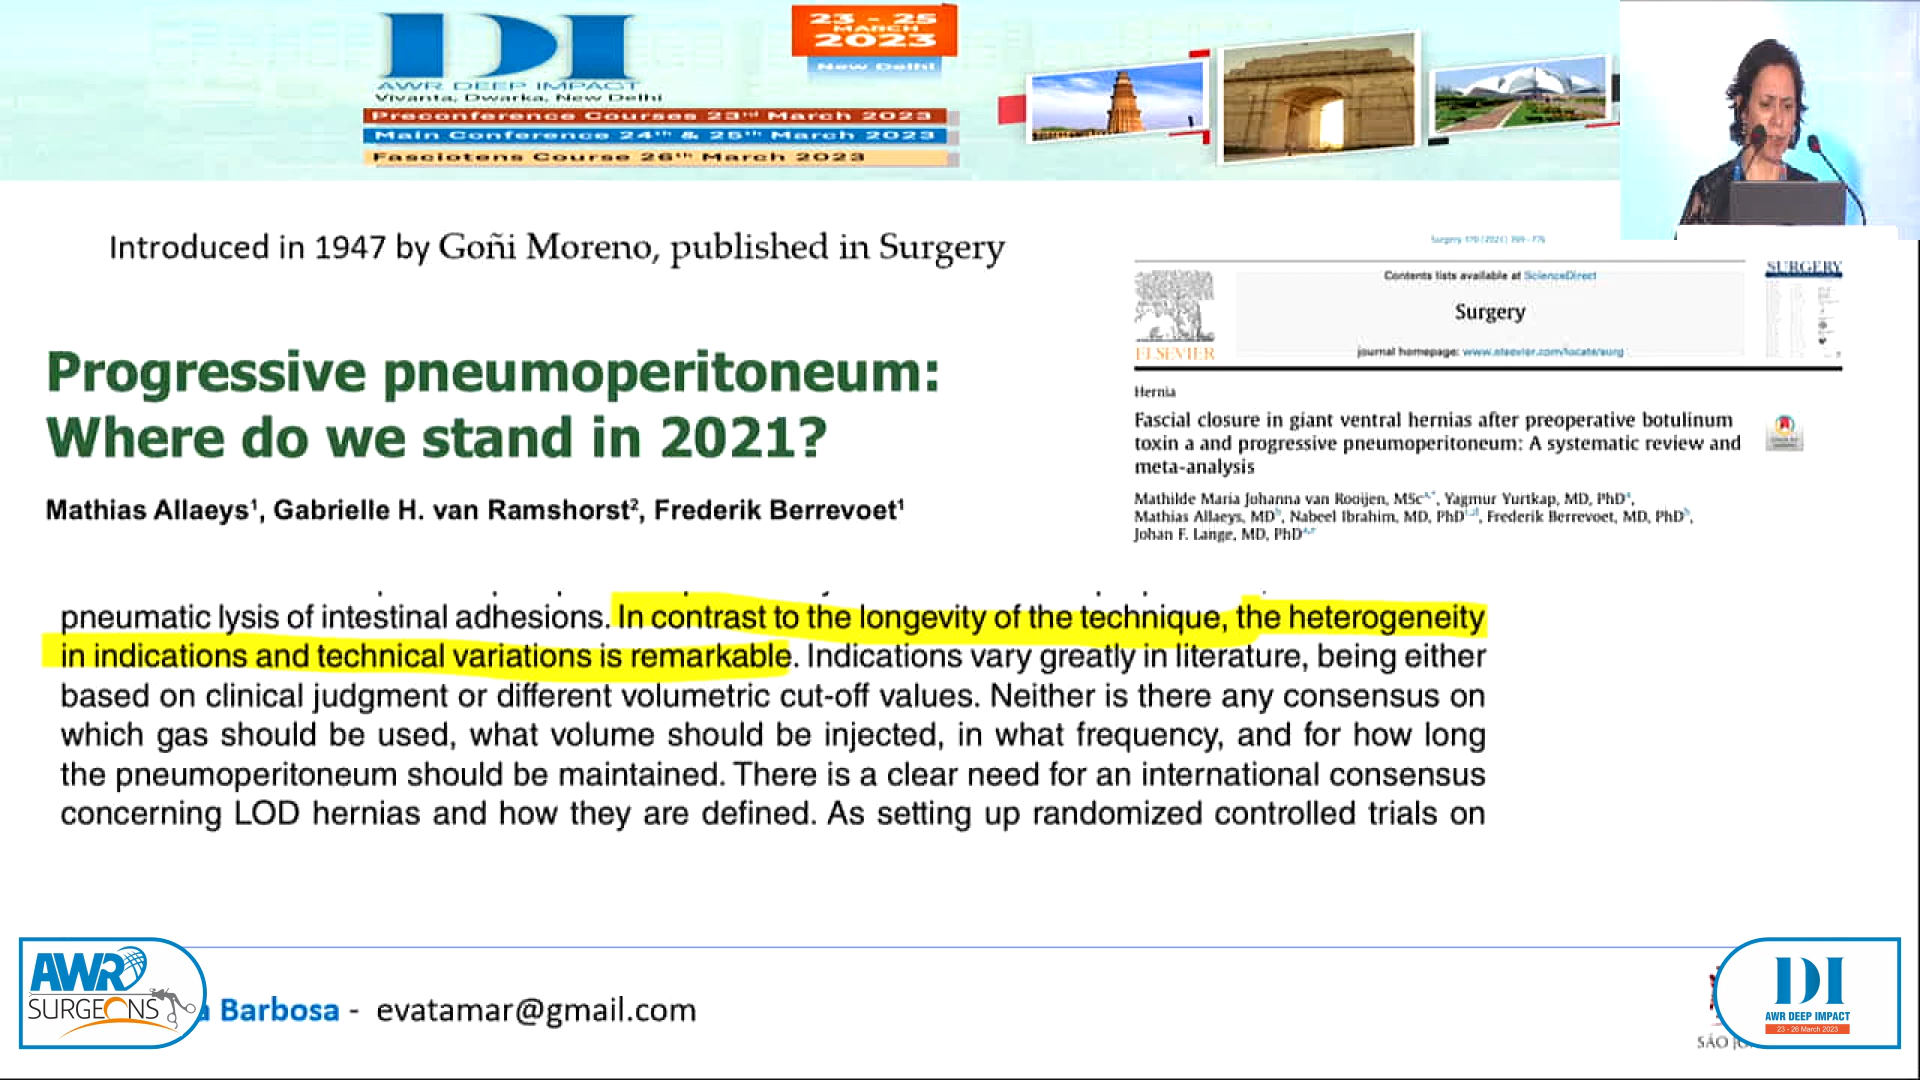 DI
AWR DEEP IMPACT
Vivanta, Dwarka, New Delhi
23 - 25
MARCH
2023
New Delhi
Preconference Courses 23rd March 2023
Main Conference 24th & 25th March 2023
Fasciotens Course 26th March 2023
Introduced in 1947 by Goñi Moreno, published in Surgery
Progressive pneumoperitoneum:
Where do we stand in 2021?
Mathias Allaeys¹, Gabrielle H. van Ramshorst², Frederik Berrevoet¹
Contents lists available at ScienceDirect
Surgery
journal homepage: www.elsevier.com/locate/surg
ELSEVIER
SURGERY
Hernia
Fascial closure in giant ventral hernias after preoperative botulinum
toxin a and progressive pneumoperitoneum: A systematic review and
meta-analysis
Mathilde Maria Johanna van Rooijen, MSc, Yagmur Yurtkap, MD, PhD,
Mathias Allaeys, MD, Nabeel Ibrahim, MD, PhD, Frederik Berrevoet, MD, PhD,
Johan F. Lange, MD, PhD
pneumatic lysis of intestinal adhesions. In contrast to the longevity of the technique, the heterogeneity
in indications and technical variations is remarkable. Indications vary greatly in literature, being either
based on clinical judgment or different volumetric cut-off values. Neither is there any consensus on
which gas should be used, what volume should be injected, in what frequency, and for how long
the pneumoperitoneum should be maintained. There is a clear need for an international consensus
concerning LOD hernias and how they are defined. As setting up randomized controlled trials on
AWR
SURGEONS
a Barbosa - evatamar@gmail.com
SÃO
DI
AWR DEEP IMPACT
23 - 26 March 2023